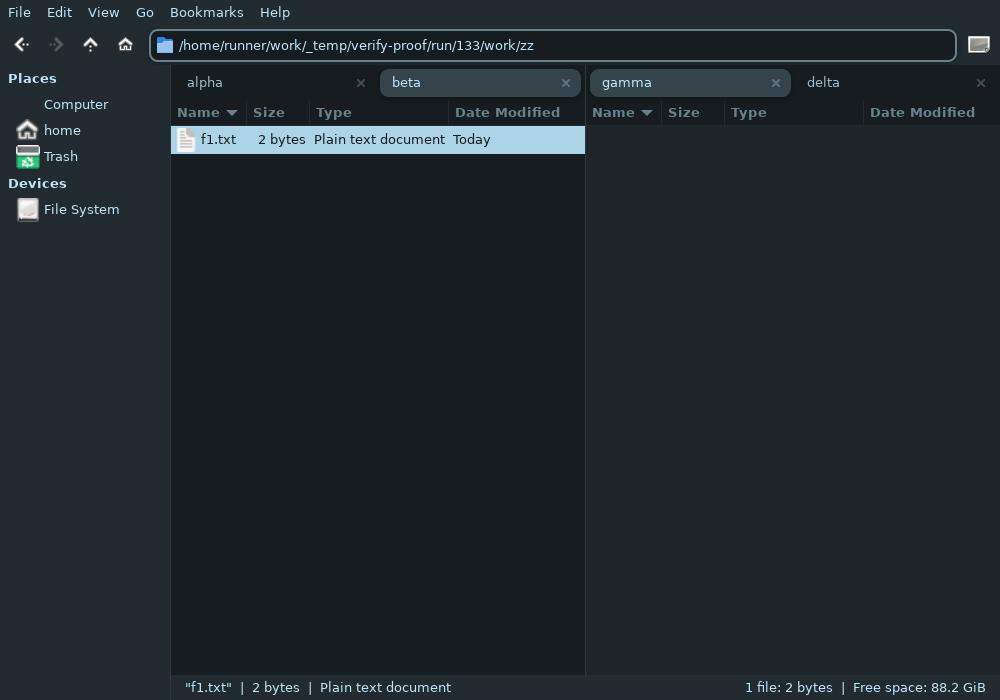 File Edit View Go Bookmarks Help
/home/runner/work/_temp/verify-proof/run/133/work/zz
Places
Computer
home
Trash
Devices
File System
alpha beta gamma delta
Name Size Type Date Modified Name Size Type Date Modified
f1.txt 2 bytes Plain text document Today
"f1.txt" | 2 bytes | Plain text document 1 file: 2 bytes | Free space: 88.2 GiB